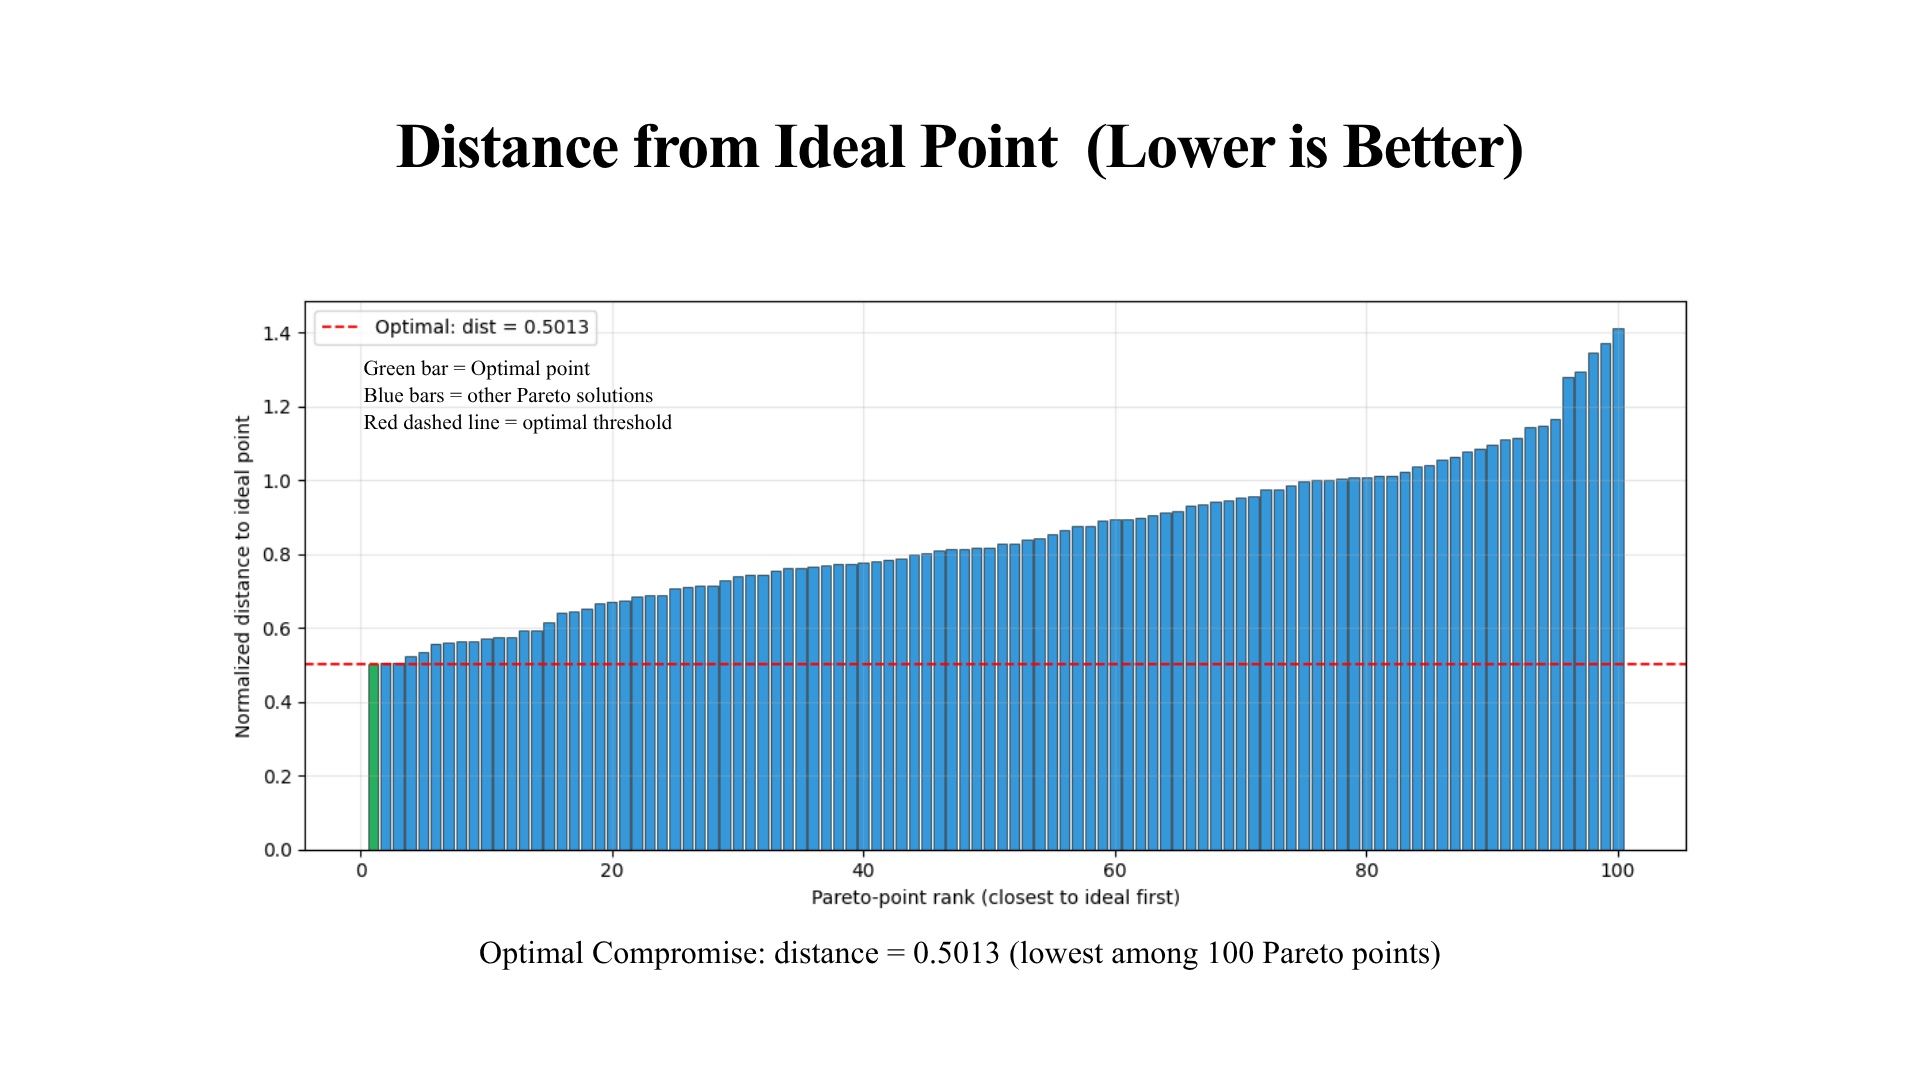 Distance from Ideal Point  (Lower is Better)
Optimal: dist = 0.5013
Green bar = Optimal point
Blue bars = other Pareto solutions
Red dashed line = optimal threshold
Normalized distance to ideal point
1.4
1.2
1.0
0.8
0.6
0.4
0.2
0.0
0 20 40 60 80 100
Pareto-point rank (closest to ideal first)
Optimal Compromise: distance = 0.5013 (lowest among 100 Pareto points)